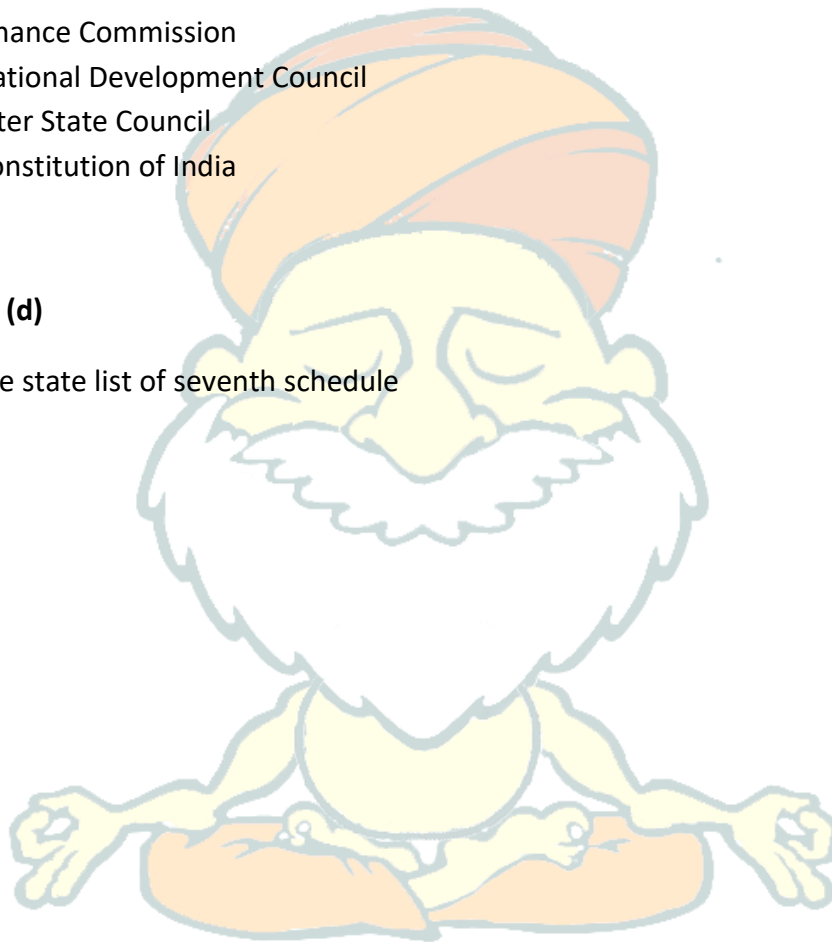 nance Commission
ational Development Council
ter State Council
onstitution of India
(d)
e state list of seventh schedule